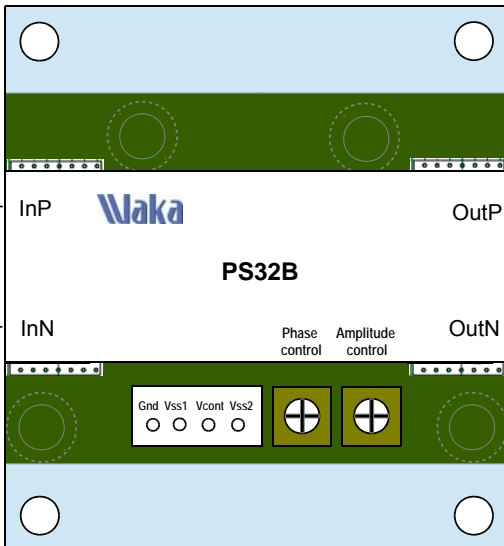 InP Waka OutP
PS32B
InN Phase control Amplitude control OutN
Gnd Vss1 Vcont Vss2